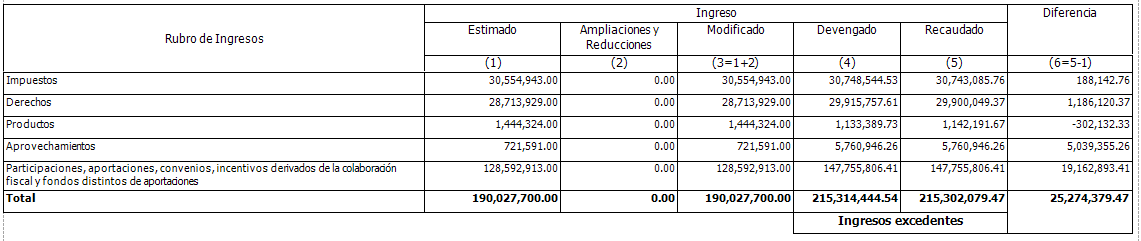 Rubro de Ingresos Ingreso Diferencia
Estimado Ampliaciones y Reducciones Modificado Devengado Recaudado
(1) (2) (3=1+2) (4) (5) (6=5-1)
Impuestos 30,554,943.00 0.00 30,554,943.00 30,748,544.53 30,743,085.76 188,142.76
Derechos 28,713,929.00 0.00 28,713,929.00 29,915,757.61 29,900,049.37 1,186,120.37
Productos 1,444,324.00 0.00 1,444,324.00 1,133,389.73 1,142,191.67 -302,132.33
Aprovechamientos 721,591.00 0.00 721,591.00 5,760,946.26 5,760,946.26 5,039,355.26
Participaciones, aportaciones, convenios, incentivos derivados de la colaboración 128,592,913.00 0.00 128,592,913.00 147,755,806.41 147,755,806.41 19,162,893.41
fiscal y fondos distintos de aportaciones
Total 190,027,700.00 0.00 190,027,700.00 215,314,444.54 215,302,079.47 25,274,379.47
Ingresos excedentes